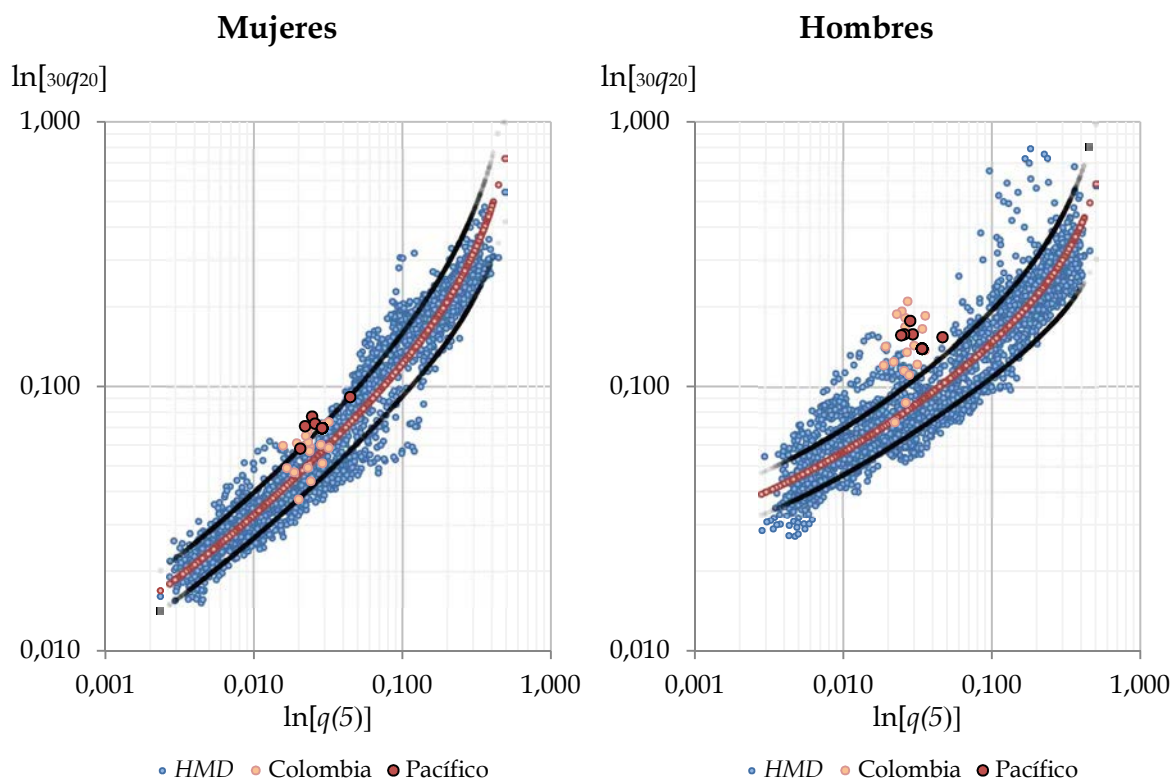 Mujeres
ln[30q20]
1,000
0,100
0,010
0,001 0,010 0,100 1,000
ln[q(5)]
HMD Colombia Pacífico
Hombres
ln[30q20]
1,000
0,100
0,010
0,001 0,010 0,100 1,000
ln[q(5)]
HMD Colombia Pacífico